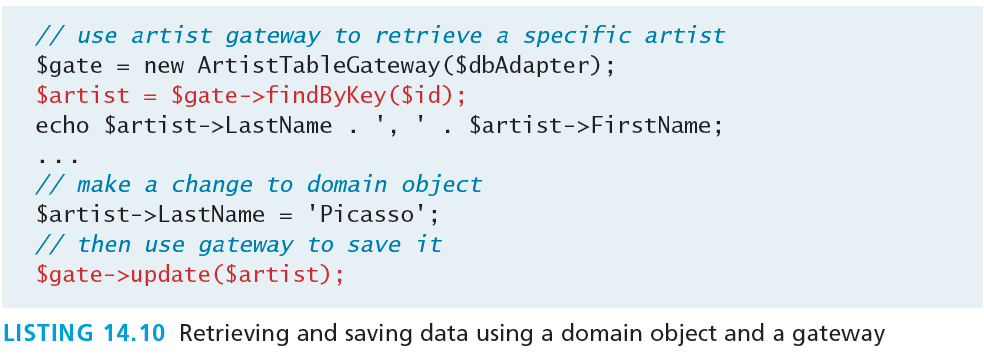 // use artist gateway to retrieve a specific artist
$gate = new ArtistTableGateway($dbAdapter);
$artist = $gate->findByKey($id);
echo $artist->LastName . ', ' . $artist->FirstName;
...
// make a change to domain object
$artist->LastName = 'Picasso';
// then use gateway to save it
$gate->update($artist);
LISTING 14.10 Retrieving and saving data using a domain object and a gateway